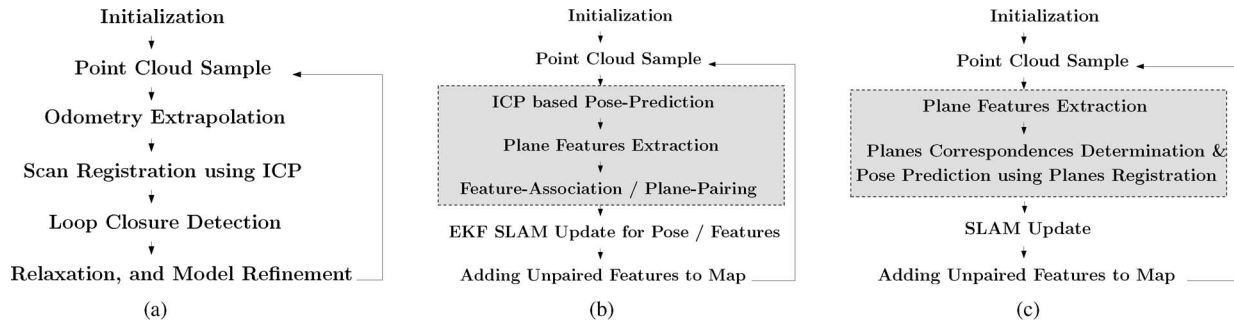 Initialization
Point Cloud Sample
Odometry Extrapolation
Scan Registration using ICP
Loop Closure Detection
Relaxation, and Model Refinement
(a)
Initialization
Point Cloud Sample
ICP based Pose-Prediction
Plane Features Extraction
Feature-Association / Plane-Pairing
EKF SLAM Update for Pose / Features
Adding Unpaired Features to Map
(b)
Initialization
Point Cloud Sample
Plane Features Extraction
Planes Correspondences Determination &
Pose Prediction using Planes Registration
SLAM Update
Adding Unpaired Features to Map
(c)